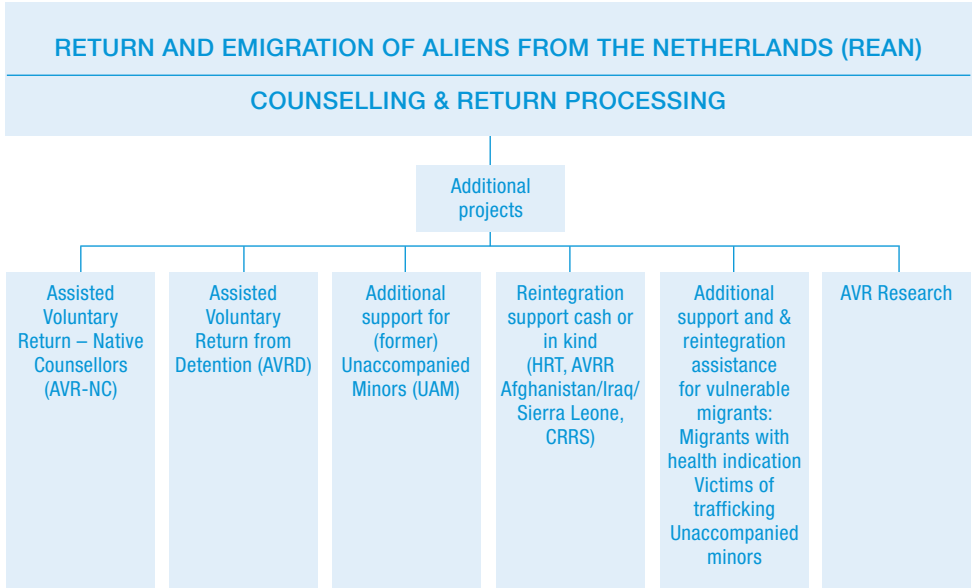 RETURN AND EMIGRATION OF ALIENS FROM THE NETHERLANDS (REAN)
COUNSELLING & RETURN PROCESSING
Additional
projects
Assisted
Voluntary
Return – Native
Counsellors
(AVR-NC)
Assisted
Voluntary
Return from
Detention (AVRD)
Additional
support for
(former)
Unaccompanied
Minors (UAM)
Reintegration
support cash or
in kind
(HRT, AVRR
Afghanistan/Iraq/
Sierra Leone,
CRRS)
Additional
support and &
reintegration
assistance
for vulnerable
migrants:
Migrants with
health indication
Victims of
trafficking
Unaccompanied
minors
AVR Research